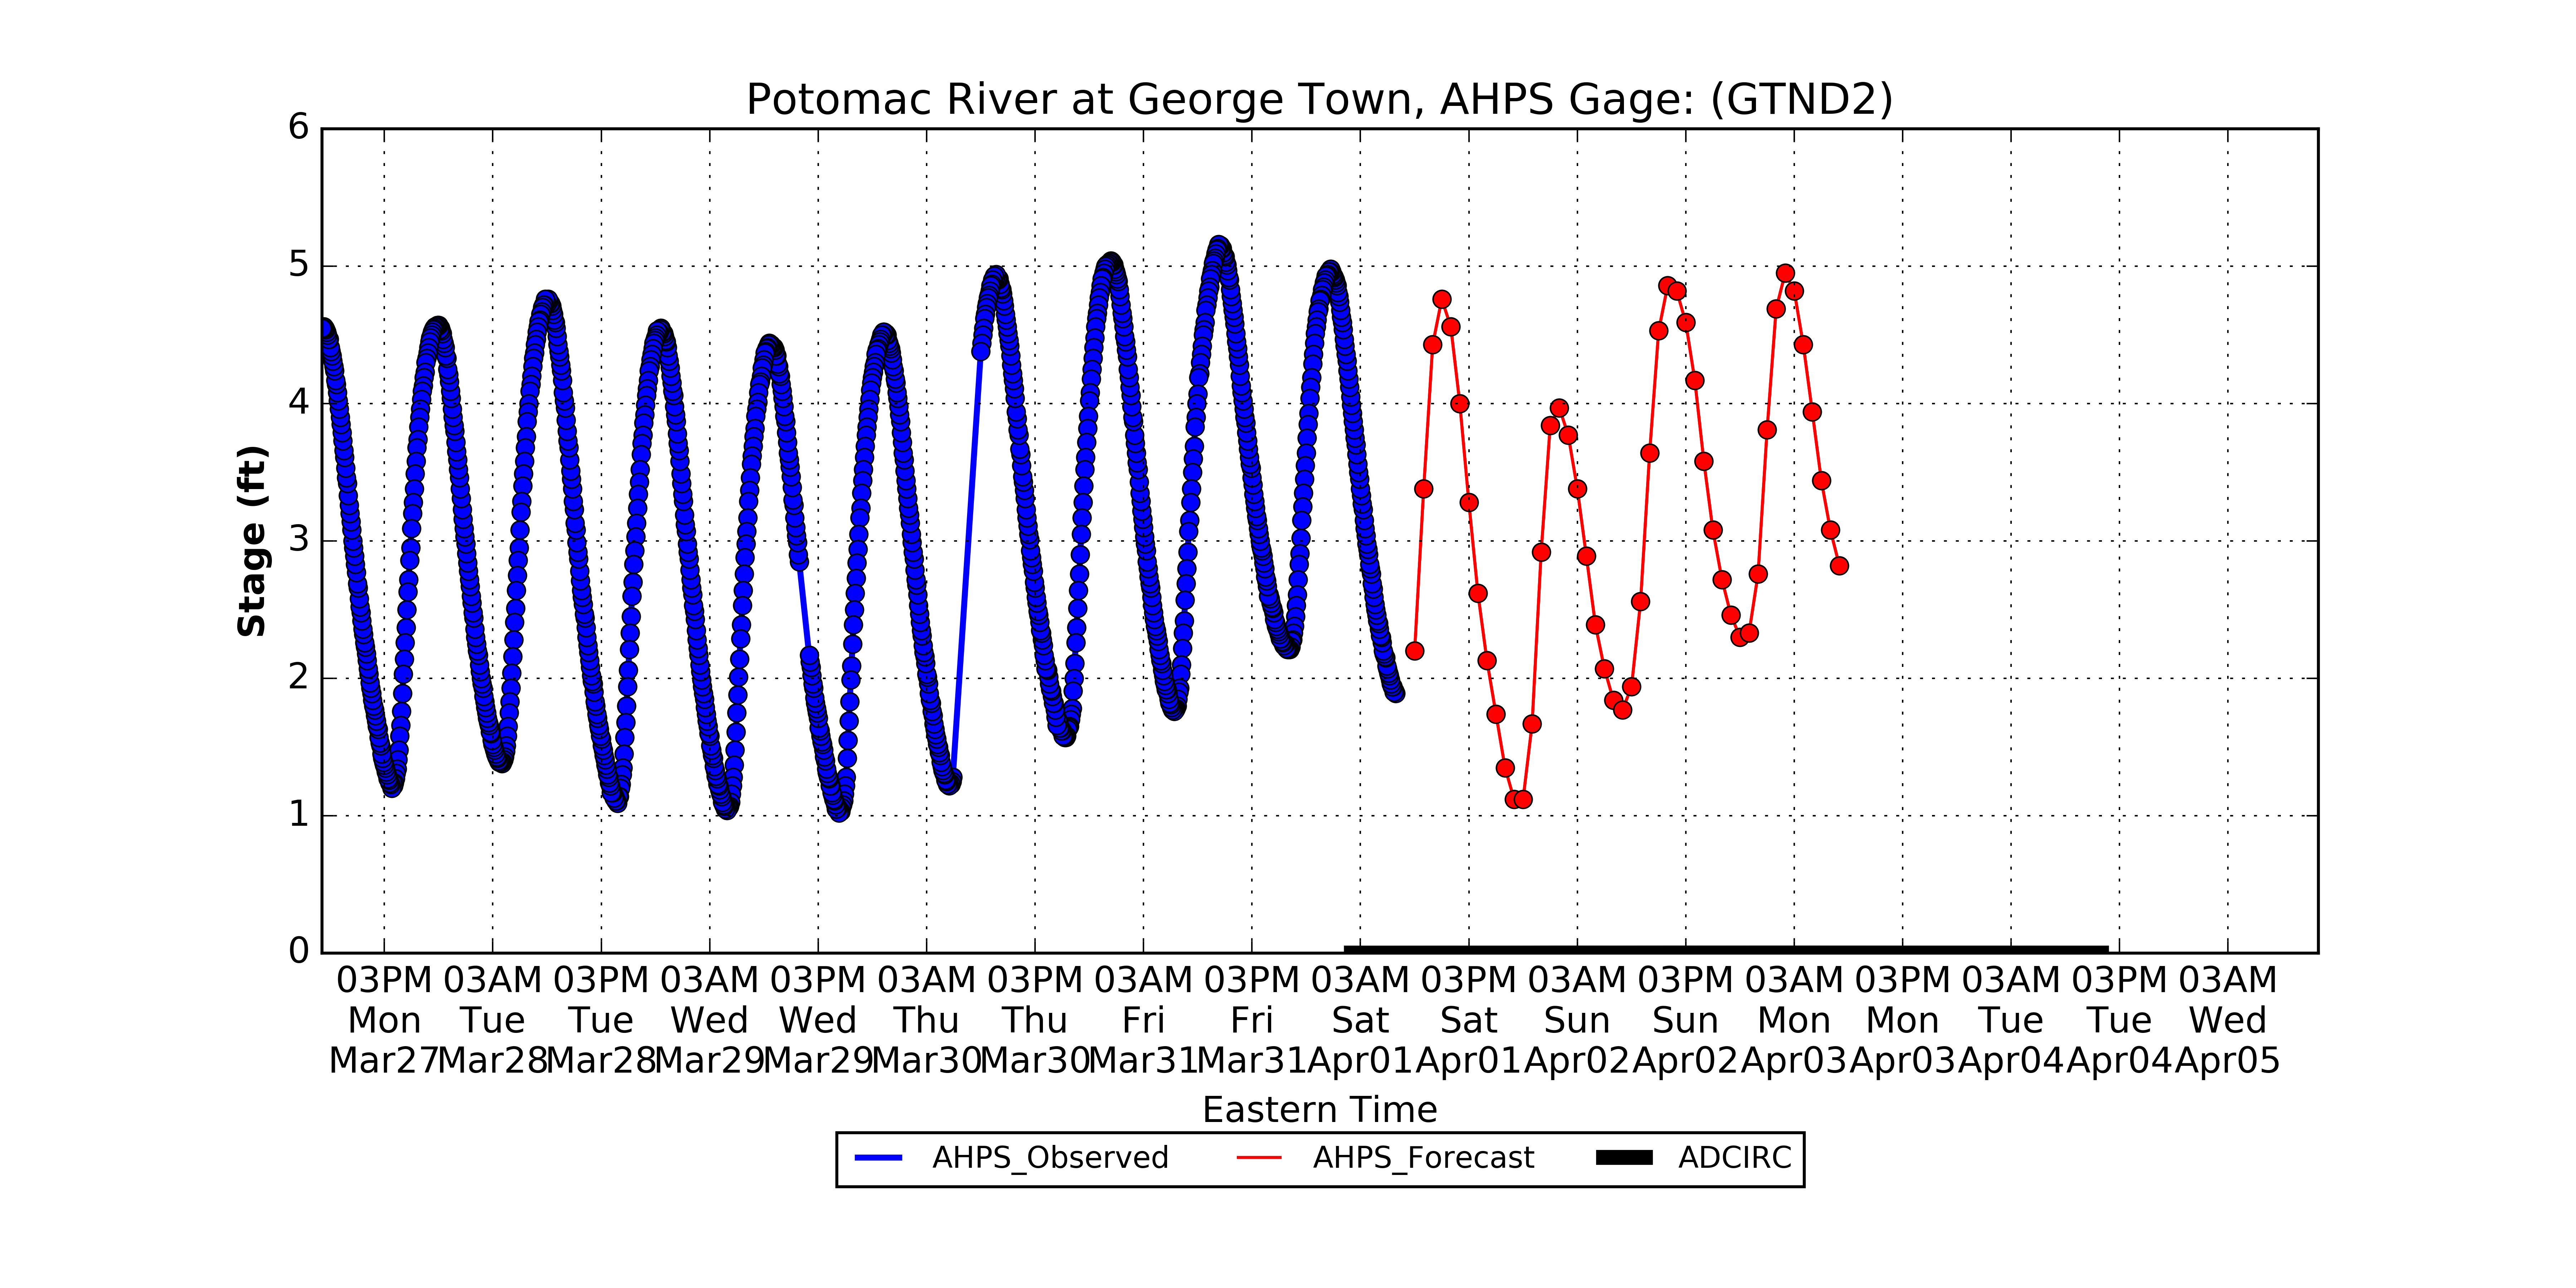 Potomac River at George Town, AHPS Gage: (GTND2)
6
5
4
3
2
1
0
Stage (ft)
03PM 03AM 03PM 03AM 03PM 03AM 03PM 03AM 03PM 03AM 03PM 03AM 03PM 03AM 03PM 03AM 03PM 03AM
Mon Tue Tue Wed Wed Thu Thu Fri Fri Sat Sat Sun Sun Mon Mon Tue Tue Wed
Mar27 Mar28 Mar28 Mar29 Mar29 Mar30 Mar30 Mar31 Mar31 Apr01 Apr01 Apr02 Apr02 Apr03 Apr03 Apr04 Apr04 Apr05
Eastern Time
AHPS_Observed AHPS_Forecast ADCIRC